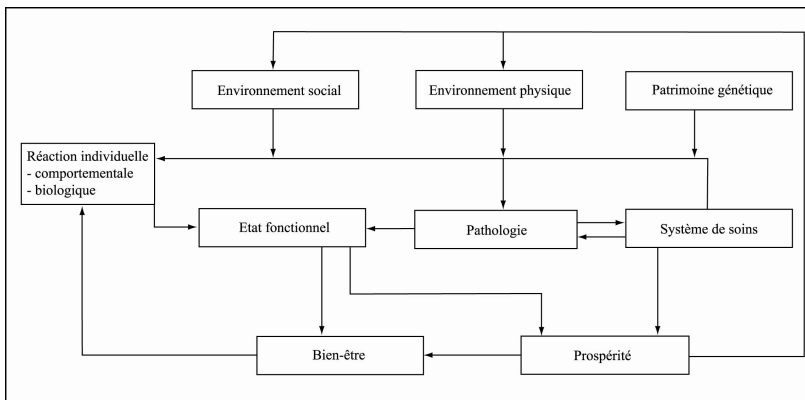 Environnement social
Environnement physique
Patrimoine génétique
Réaction individuelle
- comportementale
- biologique
Etat fonctionnel
Pathologie
Système de soins
Bien-être
Prospérité